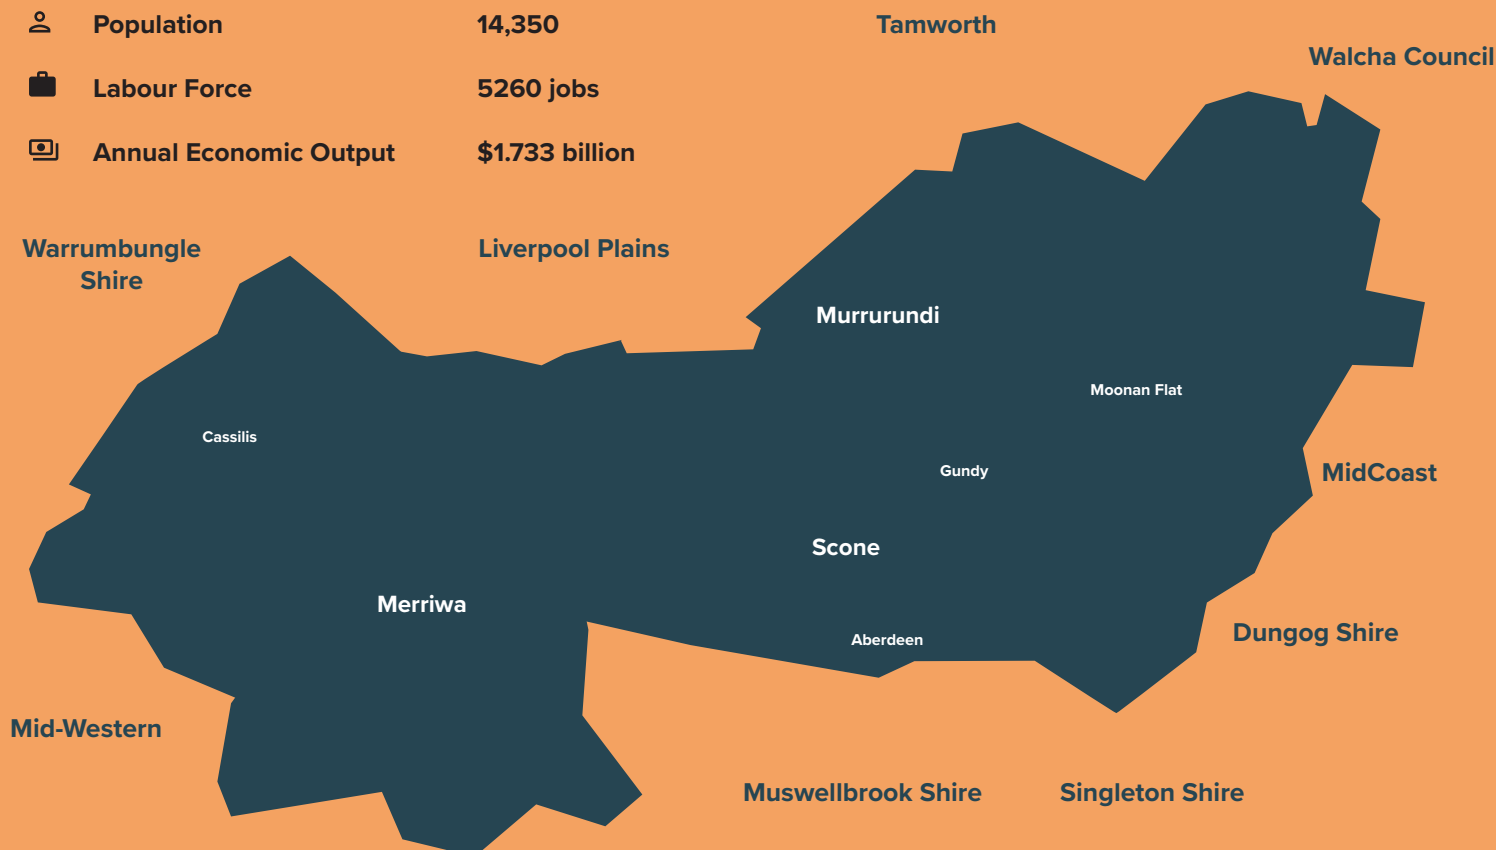 Population 14,350
Labour Force 5260 jobs
Annual Economic Output $1.733 billion
Tamworth
Walcha Council
Warrumbungle
Shire
Liverpool Plains
Murrurundi
Moonan Flat
Cassilis
Gundy
MidCoast
Scone
Merriwa
Aberdeen
Dungog Shire
Mid-Western
Muswellbrook Shire
Singleton Shire